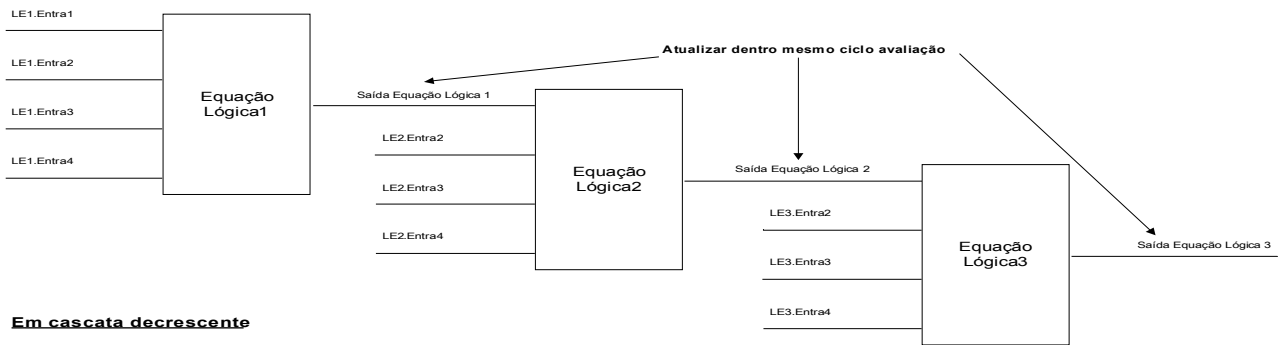 LE1.Entra1
LE1.Entra2
LE1.Entra3
LE1.Entra4
Equação
Lógica1
Atualizar dentro mesmo ciclo avaliação
Saída Equação Lógica 1
LE2.Entra2
LE2.Entra3
LE2.Entra4
Equação
Lógica2
Saída Equação Lógica 2
LE3.Entra2
LE3.Entra3
LE3.Entra4
Equação
Lógica3
Saída Equação Lógica 3
Em cascata decrescente